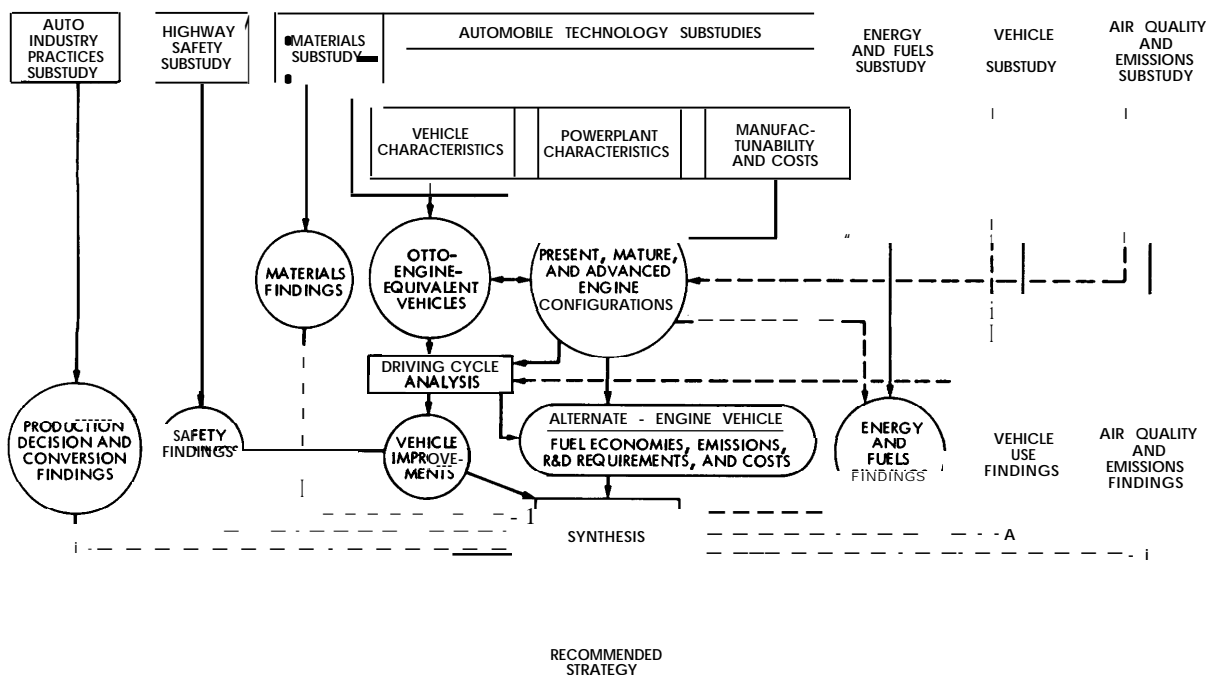 AUTO
INDUSTRY
PRACTICES
SUBSTUDY
HIGHWAY
SAFETY
SUBSTUDY
MATERIALS
SUBSTUDY
AUTOMOBILE TECHNOLOGY SUBSTUDIES
ENERGY
AND FUELS
SUBSTUDY
VEHICLE
SUBSTUDY
AIR QUALITY
AND
EMISSIONS
SUBSTUDY
VEHICLE
CHARACTERISTICS
POWERPLANT
CHARACTERISTICS
MANUFAC-
TUNABILITY
AND COSTS
MATERIALS
FINDINGS
OTTO-
ENGINE-
EQUIVALENT
VEHICLES
PRESENT, MATURE,
AND ADVANCED
ENGINE
CONFIGURATIONS
DRIVING CYCLE
ANALYSIS
PRODUCTION
DECISION AND
CONVERSION
FINDINGS
SAFETY
FINDINGS
VEHICLE
IMPROVE-
MENTS
ALTERNATE - ENGINE VEHICLE
FUEL ECONOMIES, EMISSIONS,
R&D REQUIREMENTS, AND COSTS
ENERGY
AND
FUELS
FINDINGS
VEHICLE
USE
FINDINGS
AIR QUALITY
AND
EMISSIONS
FINDINGS
- 1
SYNTHESIS
A
i
- i
RECOMMENDED
STRATEGY